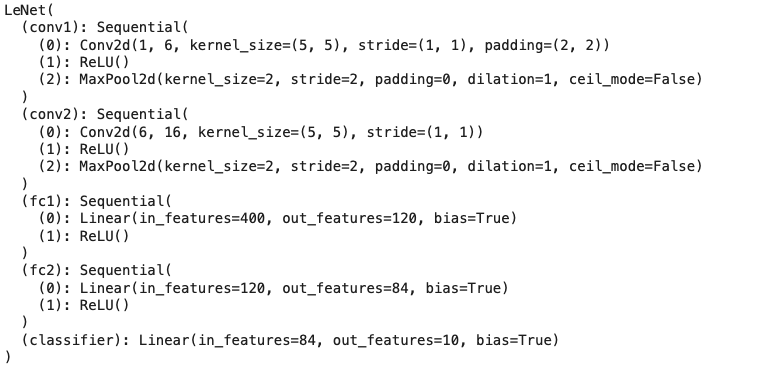 LeNet(
  (conv1): Sequential(
    (0): Conv2d(1, 6, kernel_size=(5, 5), stride=(1, 1), padding=(2, 2))
    (1): ReLU()
    (2): MaxPool2d(kernel_size=2, stride=2, padding=0, dilation=1, ceil_mode=False)
  )
  (conv2): Sequential(
    (0): Conv2d(6, 16, kernel_size=(5, 5), stride=(1, 1))
    (1): ReLU()
    (2): MaxPool2d(kernel_size=2, stride=2, padding=0, dilation=1, ceil_mode=False)
  )
  (fc1): Sequential(
    (0): Linear(in_features=400, out_features=120, bias=True)
    (1): ReLU()
  )
  (fc2): Sequential(
    (0): Linear(in_features=120, out_features=84, bias=True)
    (1): ReLU()
  )
  (classifier): Linear(in_features=84, out_features=10, bias=True)
)